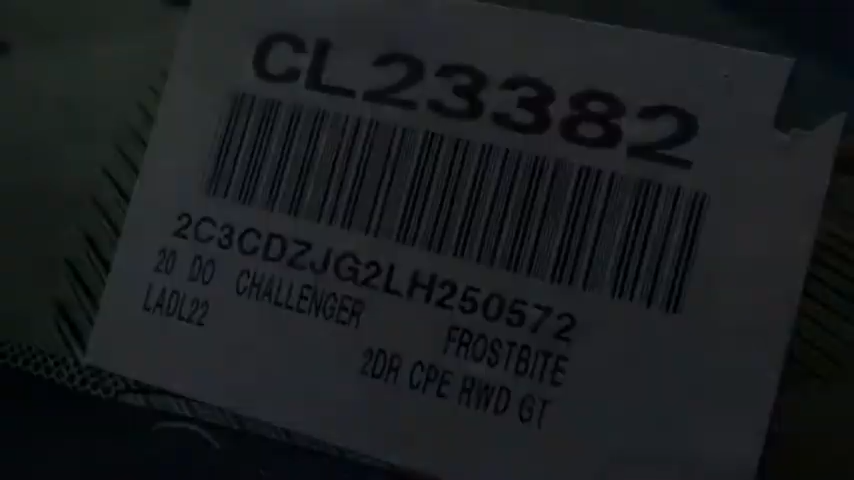 CL23382
2C3CDZJG2LH250572
20 DO CHALLENGER FROSTBITE
LADL22 2DR CPE RWD GT